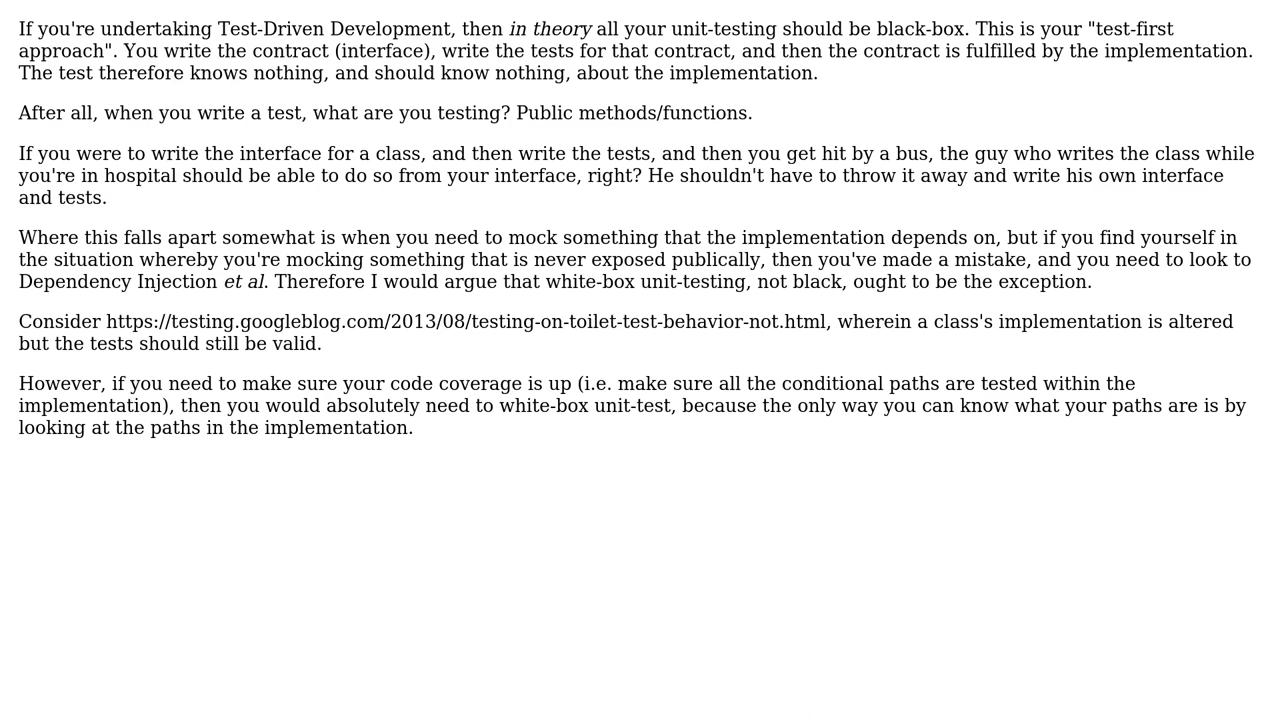 If you're undertaking Test-Driven Development, then in theory all your unit-testing should be black-box. This is your "test-first
approach". You write the contract (interface), write the tests for that contract, and then the contract is fulfilled by the implementation.
The test therefore knows nothing, and should know nothing, about the implementation.
After all, when you write a test, what are you testing? Public methods/functions.
If you were to write the interface for a class, and then write the tests, and then you get hit by a bus, the guy who writes the class while
you're in hospital should be able to do so from your interface, right? He shouldn't have to throw it away and write his own interface
and tests.
Where this falls apart somewhat is when you need to mock something that the implementation depends on, but if you find yourself in
the situation whereby you're mocking something that is never exposed publically, then you've made a mistake, and you need to look to
Dependency Injection et al. Therefore I would argue that white-box unit-testing, not black, ought to be the exception.
Consider https://testing.googleblog.com/2013/08/testing-on-toilet-test-behavior-not.html, wherein a class's implementation is altered
but the tests should still be valid.
However, if you need to make sure your code coverage is up (i.e. make sure all the conditional paths are tested within the
implementation), then you would absolutely need to white-box unit-test, because the only way you can know what your paths are is by
looking at the paths in the implementation.